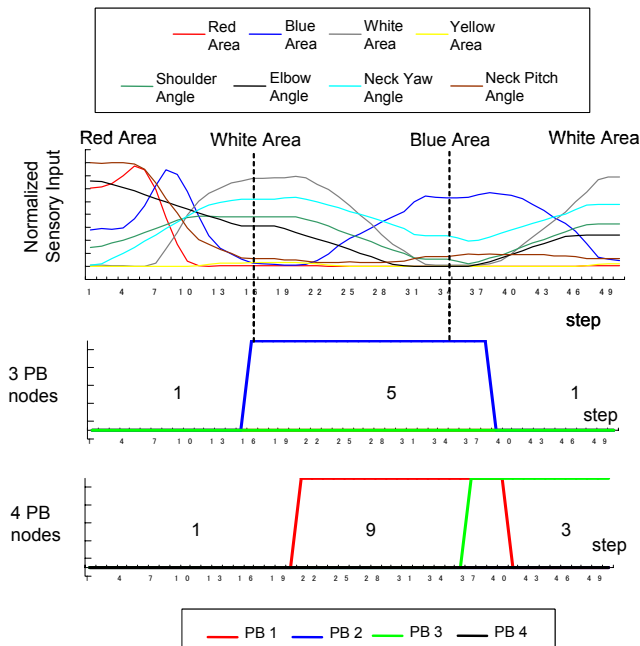 Red Area
Blue Area
White Area
Yellow Area
Shoulder Angle
Elbow Angle
Neck Yaw Angle
Neck Pitch Angle
Red Area White Area Blue Area White Area
Normalized Sensory Input
1 4 7 10 13 16 19 22 25 28 31 34 37 40 43 46 49
step
3 PB nodes
1 5 1
step
1 4 7 10 13 16 19 22 25 28 31 34 37 40 43 46 49
4 PB nodes
1 9 3
step
1 4 7 10 13 16 19 22 25 28 31 34 37 40 43 46 49
PB 1 PB 2 PB 3 PB 4